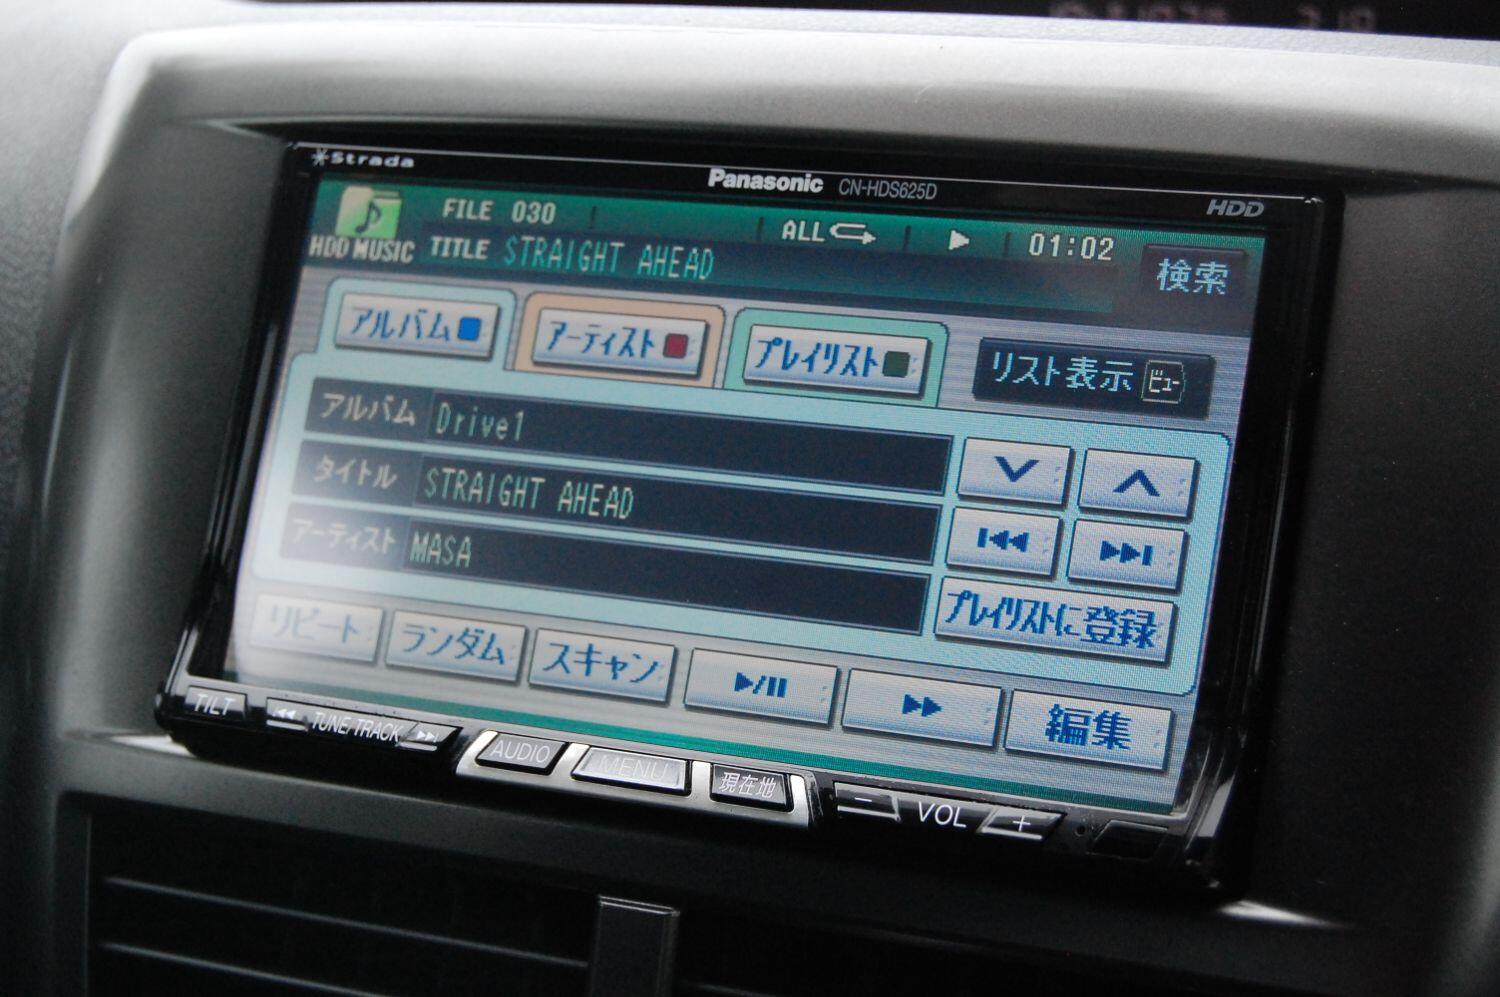 Strada
Panasonic CN-HDS625D
HDD
FILE 030 ALL 01:02
HDD MUSIC TITLE STRAIGHT AHEAD
検索
アルバム アーティスト プレイリスト リスト表示 ビュー
アルバム Drive1
タイトル STRAIGHT AHEAD
アーティスト MASA
プレイリストに登録
リピート ランダム スキャン 編集
TILT TUNE/TRACK AUDIO MENU 現在地 − VOL +